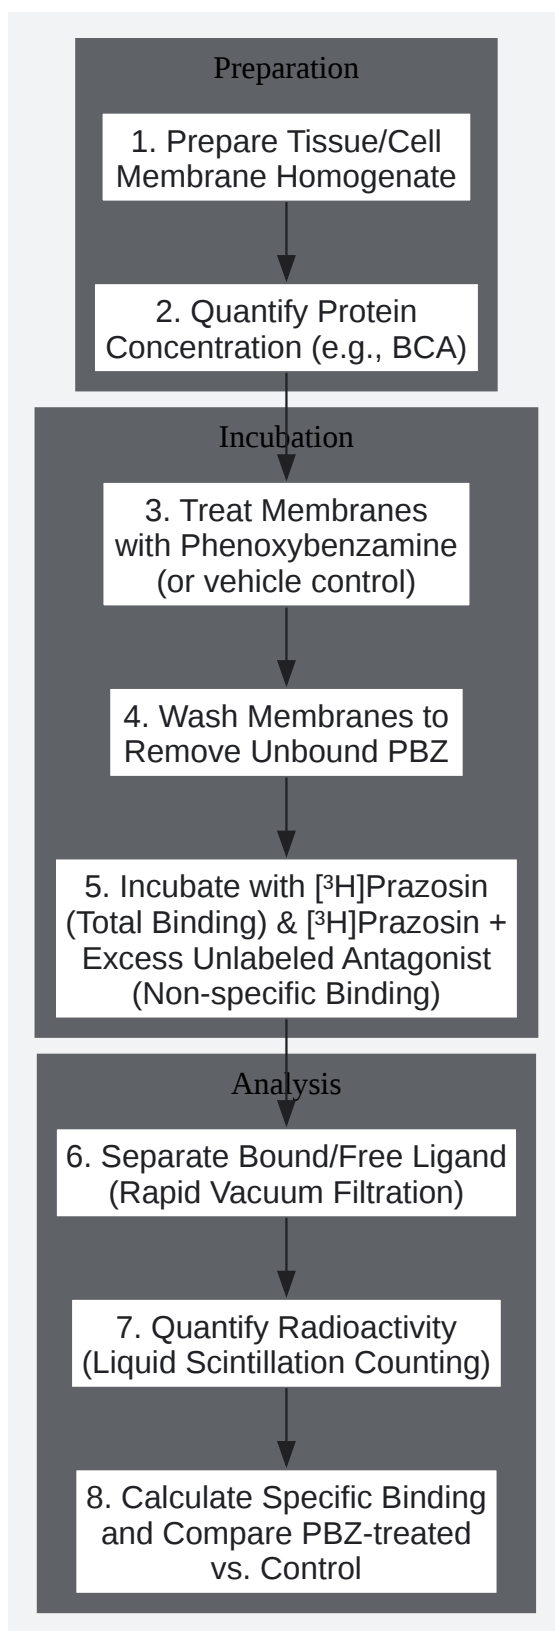 Preparation
1. Prepare Tissue/Cell
Membrane Homogenate
2. Quantify Protein
Concentration (e.g., BCA)
Incubation
3. Treat Membranes
with Phenoxybenzamine
(or vehicle control)
4. Wash Membranes to
Remove Unbound PBZ
5. Incubate with [³H]Prazosin
(Total Binding) & [³H]Prazosin +
Excess Unlabeled Antagonist
(Non-specific Binding)
Analysis
6. Separate Bound/Free Ligand
(Rapid Vacuum Filtration)
7. Quantify Radioactivity
(Liquid Scintillation Counting)
8. Calculate Specific Binding
and Compare PBZ-treated
vs. Control